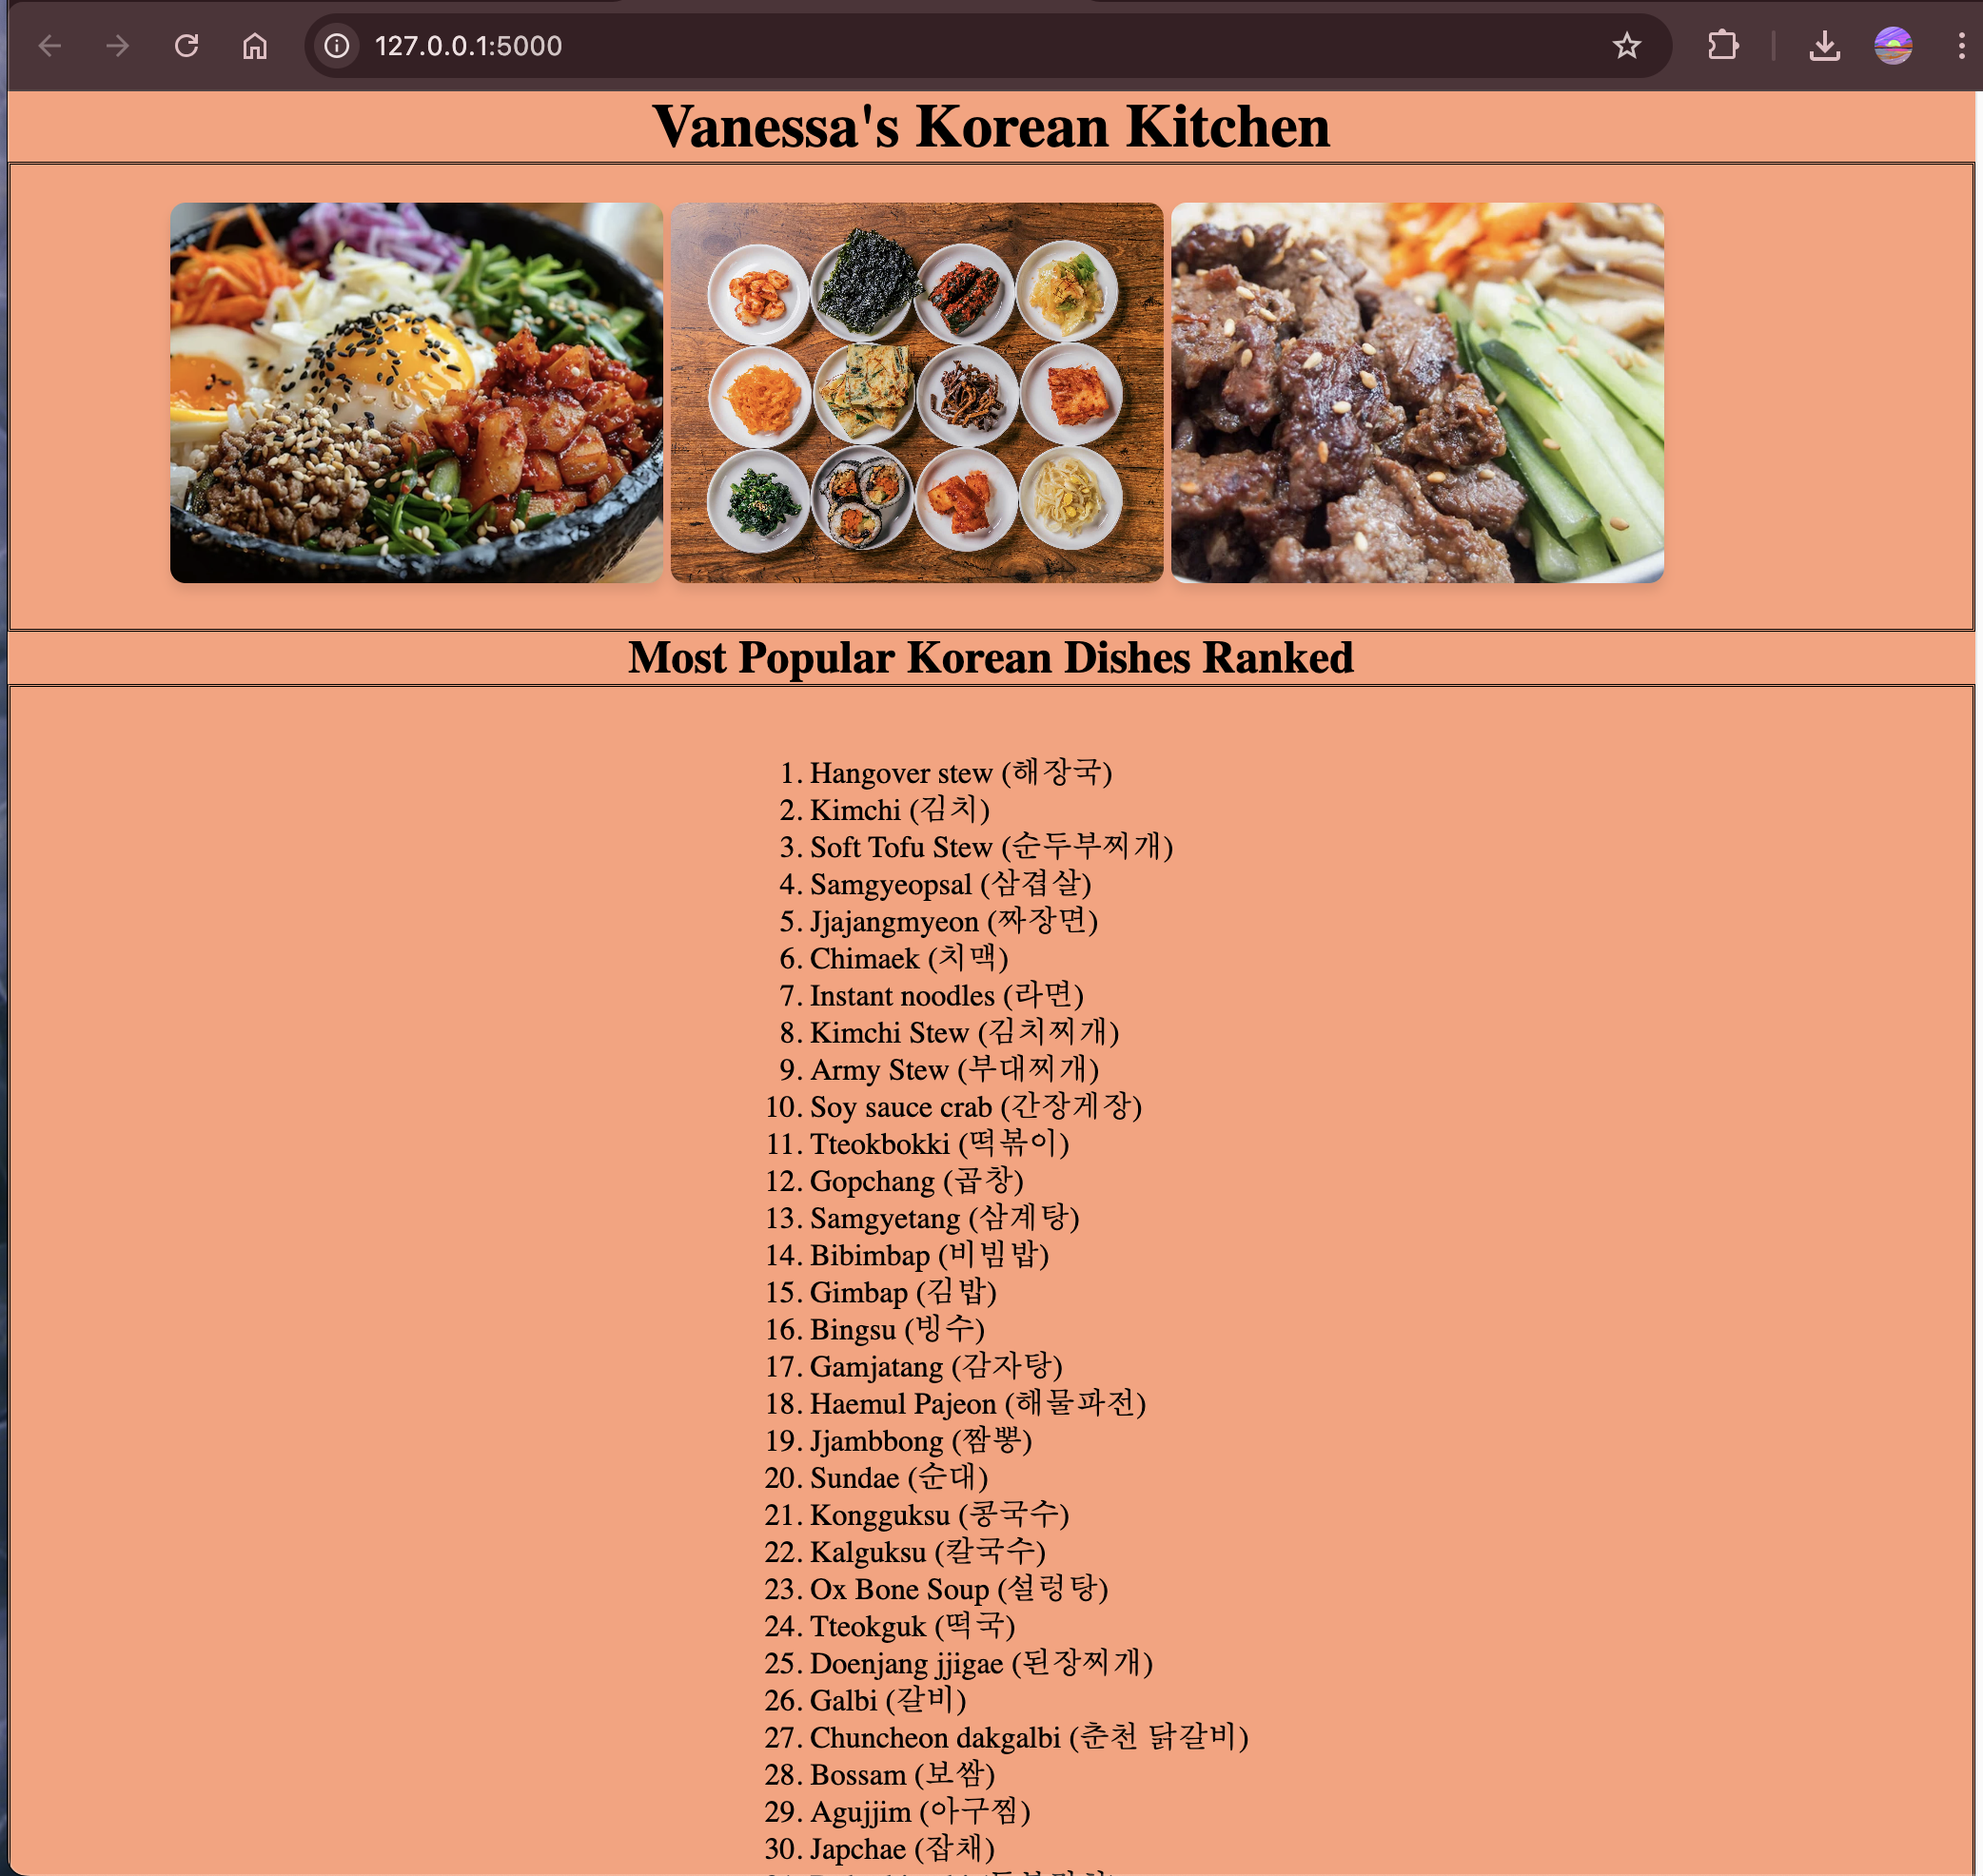 127.0.0.1:5000
Vanessa's Korean Kitchen
Most Popular Korean Dishes Ranked
1. Hangover stew (해장국)
2. Kimchi (김치)
3. Soft Tofu Stew (순두부찌개)
4. Samgyeopsal (삼겹살)
5. Jjajangmyeon (짜장면)
6. Chimaek (치맥)
7. Instant noodles (라면)
8. Kimchi Stew (김치찌개)
9. Army Stew (부대찌개)
10. Soy sauce crab (간장게장)
11. Tteokbokki (떡볶이)
12. Gopchang (곱창)
13. Samgyetang (삼계탕)
14. Bibimbap (비빔밥)
15. Gimbap (김밥)
16. Bingsu (빙수)
17. Gamjatang (감자탕)
18. Haemul Pajeon (해물파전)
19. Jjambbong (짬뽕)
20. Sundae (순대)
21. Kongguksu (콩국수)
22. Kalguksu (칼국수)
23. Ox Bone Soup (설렁탕)
24. Tteokguk (떡국)
25. Doenjang jjigae (된장찌개)
26. Galbi (갈비)
27. Chuncheon dakgalbi (춘천 닭갈비)
28. Bossam (보쌈)
29. Agujjim (아구찜)
30. Japchae (잡채)